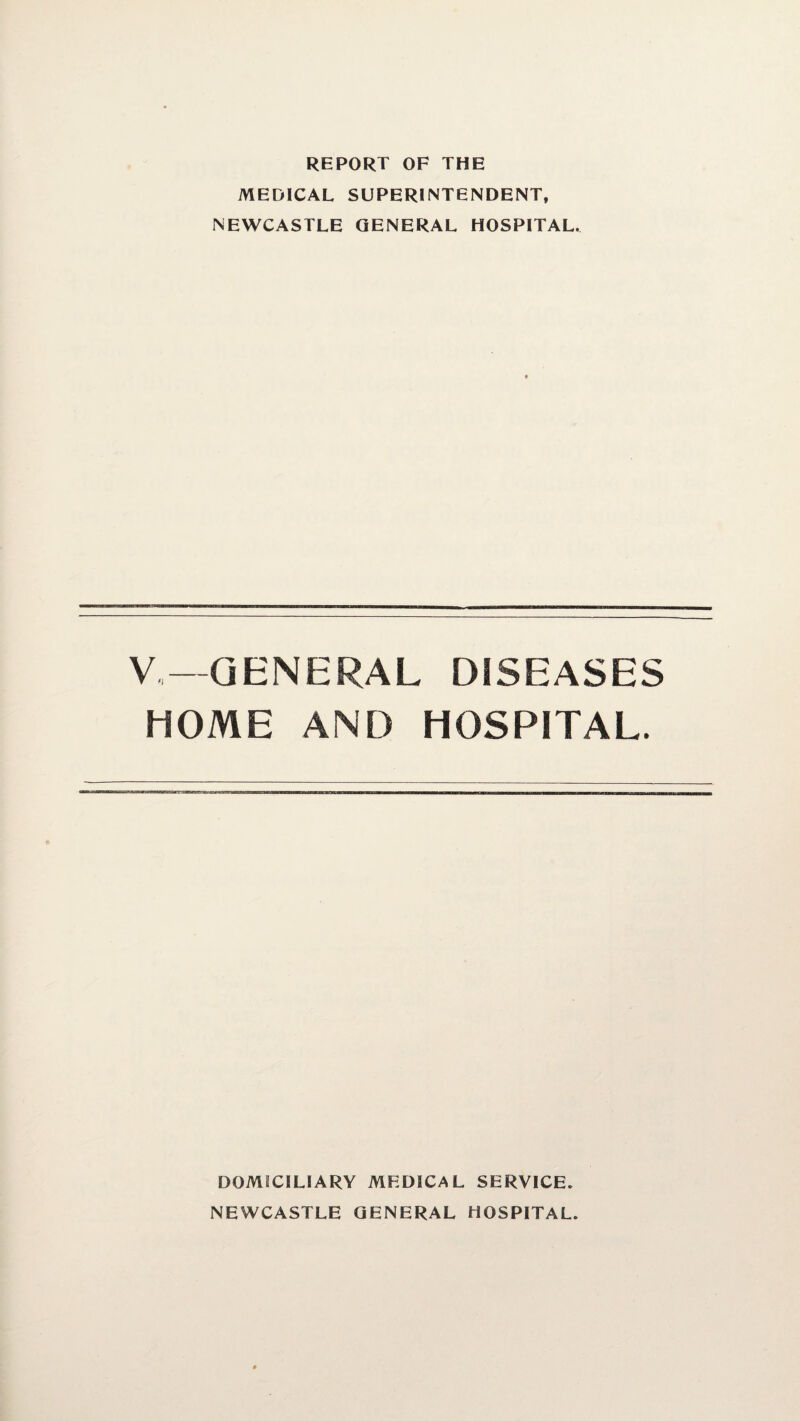 REPORT OF THE
MEDICAL SUPERINTENDENT,
NEWCASTLE GENERAL HOSPITAL.
V.—GENERAL DISEASES
HOME AND HOSPITAL.
DOMICILIARY MEDICAL SERVICE.
NEWCASTLE GENERAL HOSPITAL.